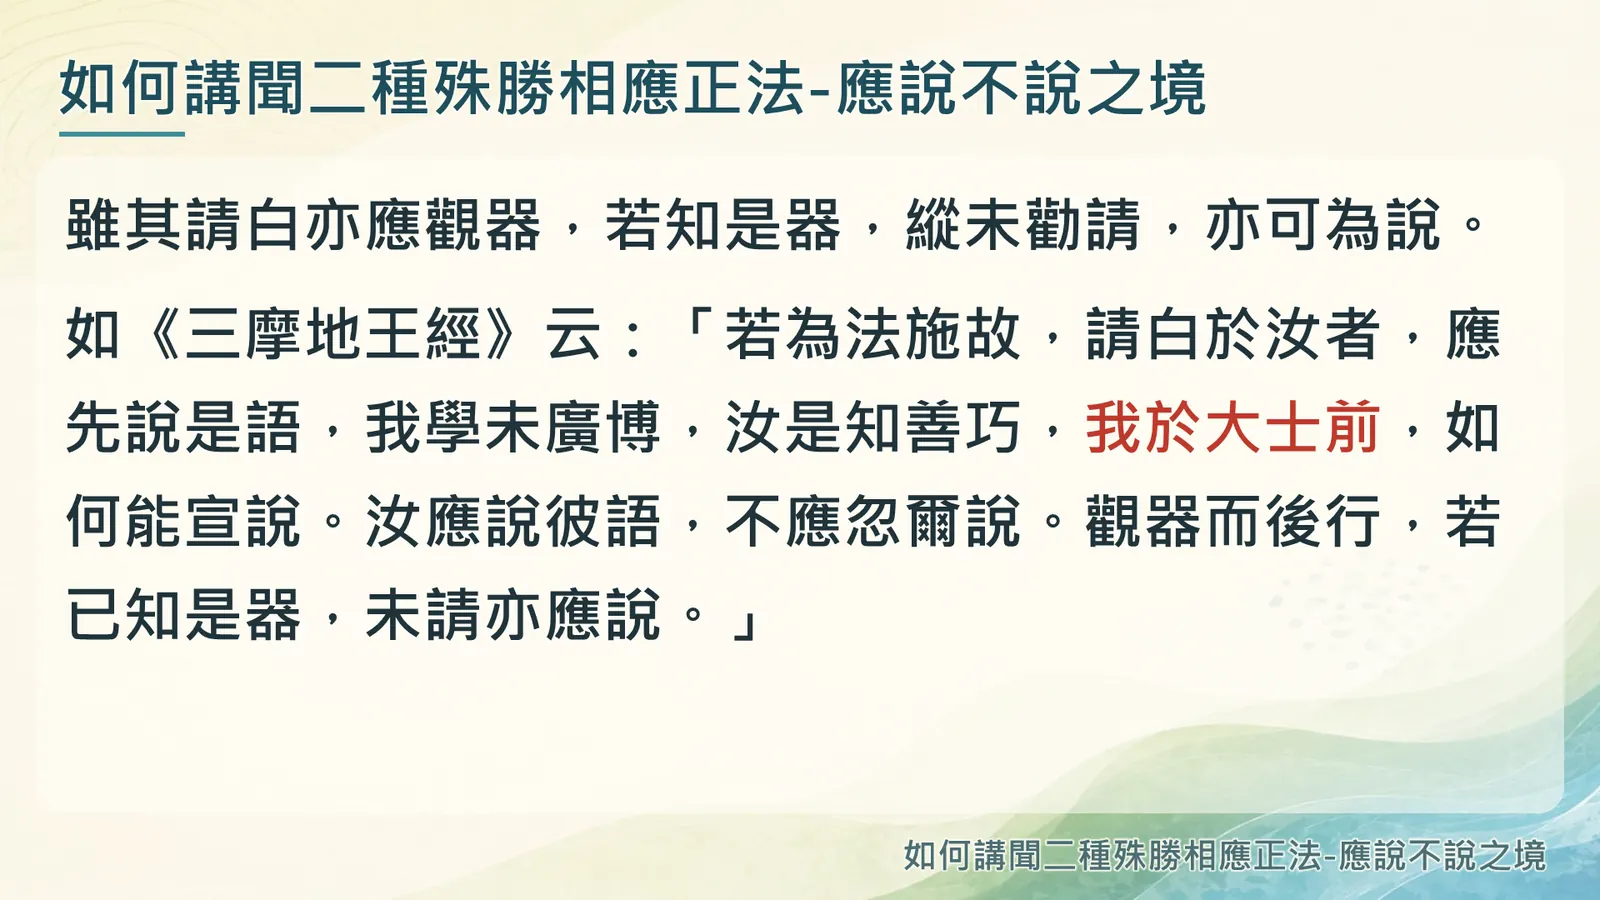 如何講聞二種殊勝相應正法-應說不說之境
雖其請白亦應觀器，若知是器，縱未勸請，亦可為說。
如《三摩地王經》云：「若為法施故，請白於汝者，應
先說是語，我學未廣博，汝是知善巧，我於大士前，如
何能宣說。汝應說彼語，不應忽爾說。觀器而後行，若
已知是器，未請亦應說。」
如何講聞二種殊勝相應正法-應說不說之境